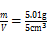 m/V = 5.01g/5cm³